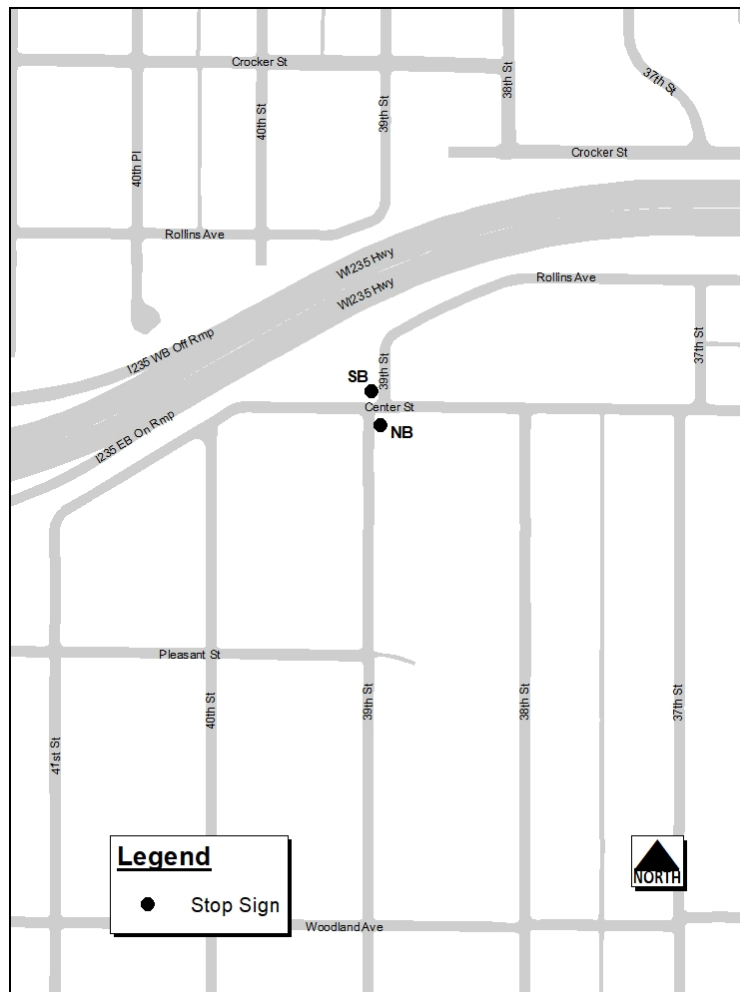 Crocker St
37th St
38th St
40th St
39th St
Crocker St
40th Pl
Rollins Ave
WI235 Hwy
Rollins Ave
WI235 Hwy
I235 WB Off Rmp
37th St
39th St
SB
Center St
I235 EB On Rmp
NB
Pleasant St
40th St
39th St
38th St
37th St
41st St
Legend
Stop Sign
NORTH
Woodland Ave